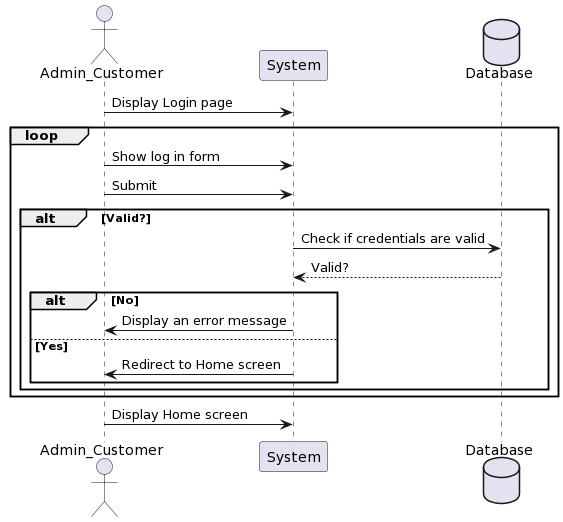 Admin_Customer
System
Database
Display Login page
loop
Show log in form
Submit
alt [Valid?]
Check if credentials are valid
Valid?
alt [No]
Display an error message
[Yes]
Redirect to Home screen
Display Home screen
Admin_Customer
System
Database